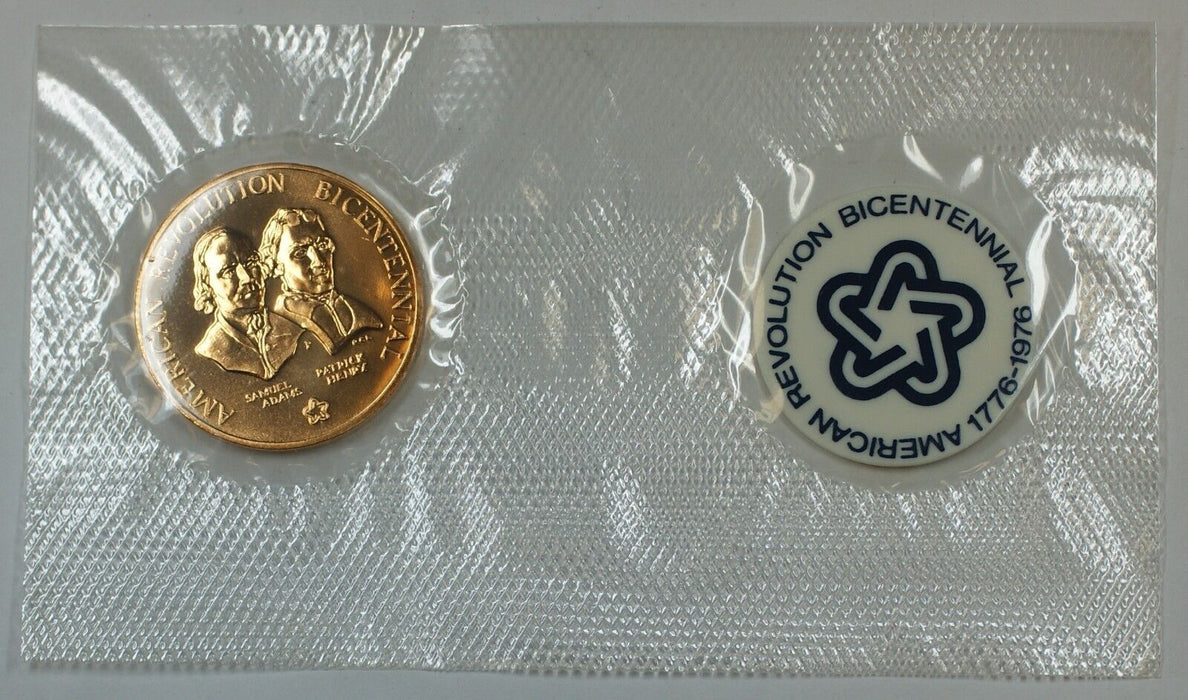 AMERICAN REVOLUTION BICENTENNIAL
SAMUEL
ADAMS
PATRICK
HENRY
AMERICAN REVOLUTION BICENTENNIAL 1776-1976